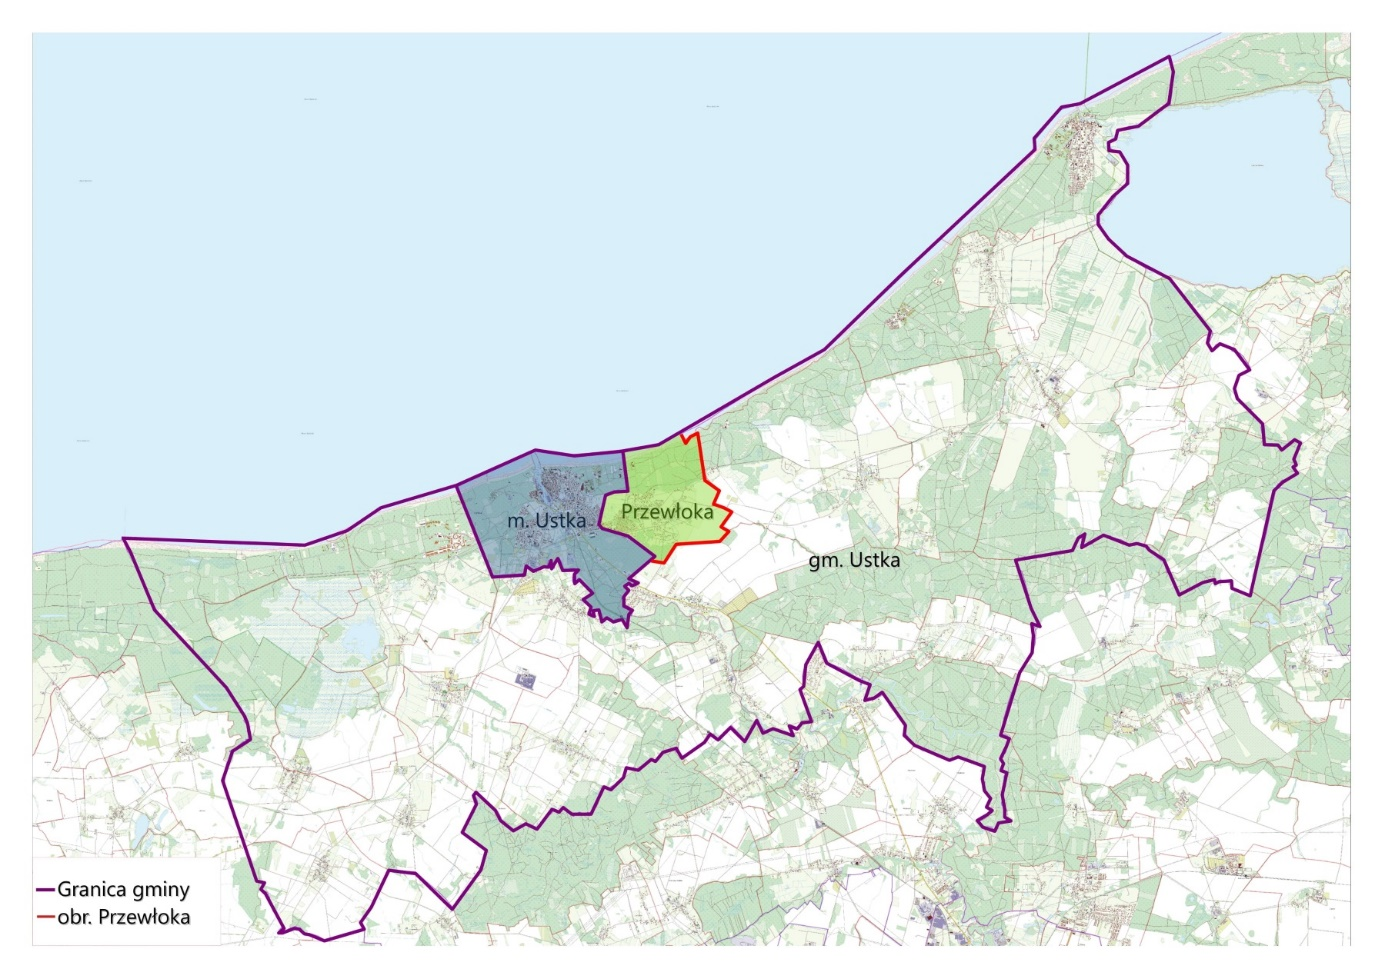 m. Ustka
Przewłoka
gm. Ustka
Granica gminy
obr. Przewłoka